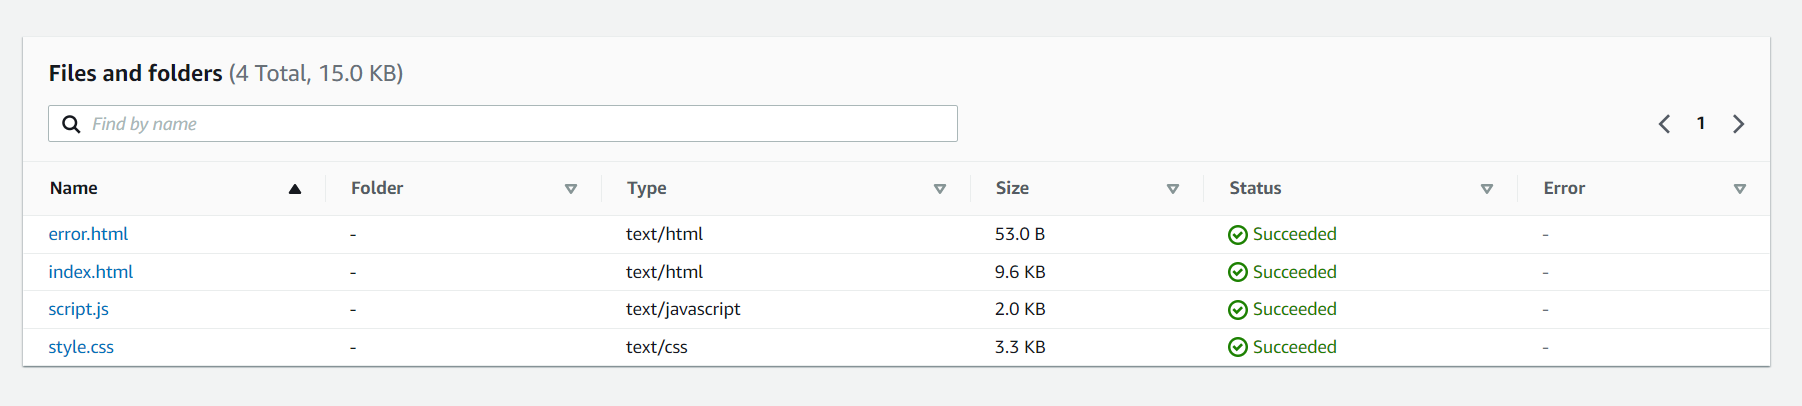 Files and folders (4 Total, 15.0 KB)
Find by name
1
Name Folder Type Size Status Error
error.html - text/html 53.0 B Succeeded -
index.html - text/html 9.6 KB Succeeded -
script.js - text/javascript 2.0 KB Succeeded -
style.css - text/css 3.3 KB Succeeded -